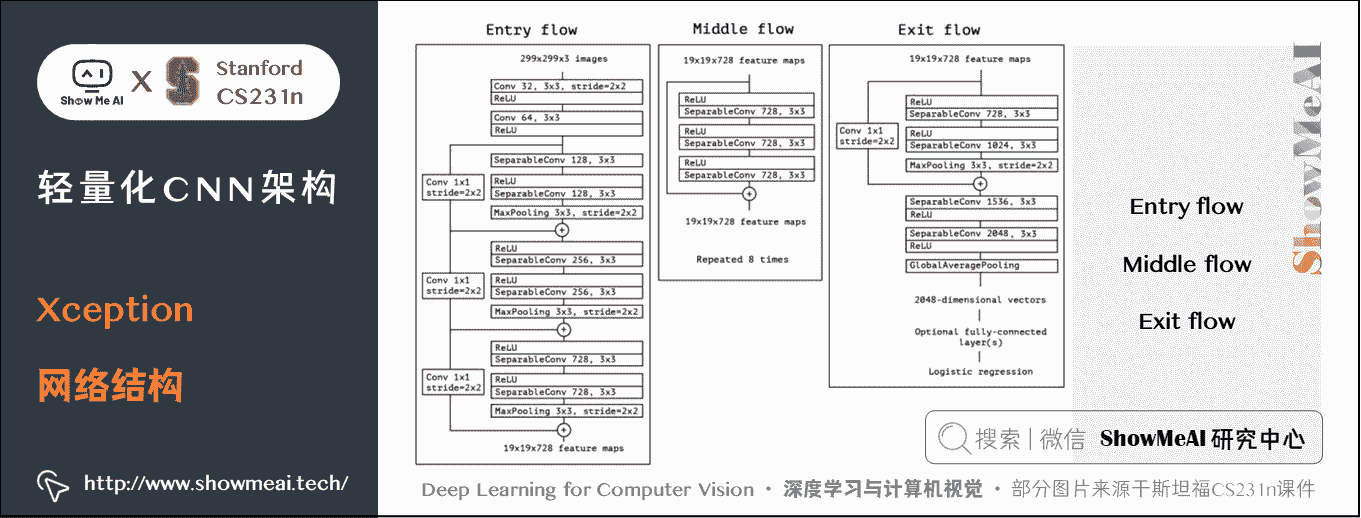 Show Me AI
X
Stanford
CS231n
轻量化CNN架构
Xception
网络结构
http://www.showmeai.tech/
Entry flow
299x299x3 images
Conv 32, 3x3, stride=2x2
ReLU
Conv 64, 3x3
ReLU
SeparableConv 128, 3x3
Conv 1x1
stride=2x2
ReLU
SeparableConv 128, 3x3
MaxPooling 3x3, stride=2x2
+
ReLU
SeparableConv 256, 3x3
Conv 1x1
stride=2x2
ReLU
SeparableConv 256, 3x3
MaxPooling 3x3, stride=2x2
+
ReLU
SeparableConv 728, 3x3
Conv 1x1
stride=2x2
ReLU
SeparableConv 728, 3x3
MaxPooling 3x3, stride=2x2
+
19x19x728 feature maps
Middle flow
19x19x728 feature maps
ReLU
SeparableConv 728, 3x3
ReLU
SeparableConv 728, 3x3
ReLU
SeparableConv 728, 3x3
+
19x19x728 feature maps
Repeated 8 times
Exit flow
19x19x728 feature maps
ReLU
SeparableConv 728, 3x3
Conv 1x1
stride=2x2
ReLU
SeparableConv 1024, 3x3
MaxPooling 3x3, stride=2x2
+
SeparableConv 1536, 3x3
ReLU
SeparableConv 2048, 3x3
ReLU
GlobalAveragePooling
2048-dimensional vectors
Optional fully-connected
layer(s)
Logistic regression
Entry flow
Middle flow
Exit flow
ShowMeAI
搜索 | 微信 ShowMeAI 研究中心
Deep Learning for Computer Vision · 深度学习与计算机视觉 · 部分图片来源于斯坦福CS231n课件